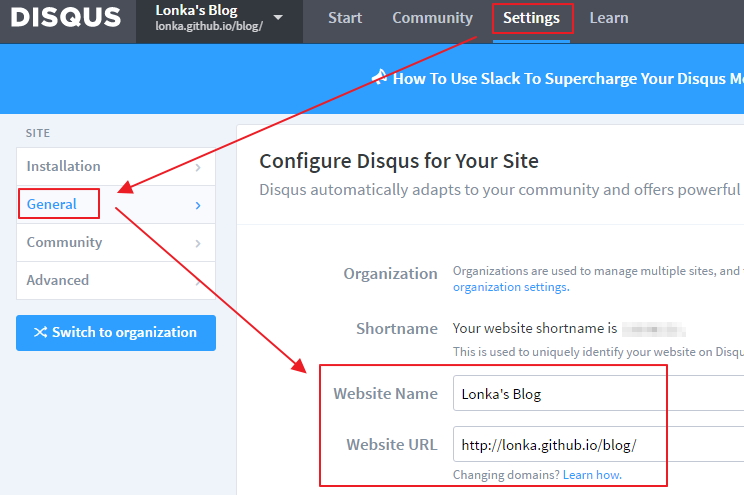 DISQUS
Lonka's Blog
lonka.github.io/blog/
Start
Community
Settings
Learn
How To Use Slack To Supercharge Your Disqus
SITE
Installation
General
Community
Advanced
Switch to organization
Configure Disqus for Your Site
Disqus automatically adapts to your community and offers powerful
Organization
Organizations are used to manage multiple sites, and
organization settings.
Shortname
Your website shortname is
This is used to uniquely identify your website on
Website Name
Lonka's Blog
Website URL
http://lonka.github.io/blog/
Changing domains? Learn how.